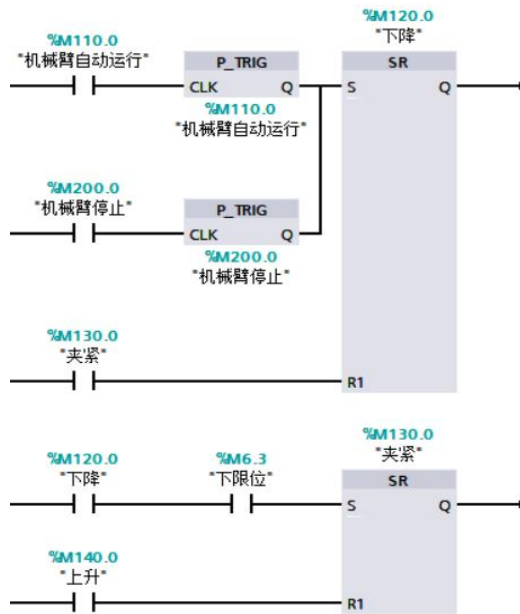 %M120.0
"下降"
%M110.0
"机械臂自动运行"
P_TRIG
SR
CLK Q
S Q
%M110.0
"机械臂自动运行"
%M200.0
"机械臂停止"
P_TRIG
CLK Q
%M200.0
"机械臂停止"
%M130.0
"夹紧"
R1
%M130.0
"夹紧"
%M120.0
"下降"
%M6.3
"下限位"
SR
S Q
%M140.0
"上升"
R1